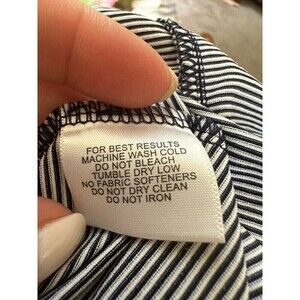 FOR BEST RESULTS
MACHINE WASH COLD
DO NOT BLEACH
TUMBLE DRY LOW
NO FABRIC SOFTENERS
DO NOT DRY CLEAN
DO NOT IRON